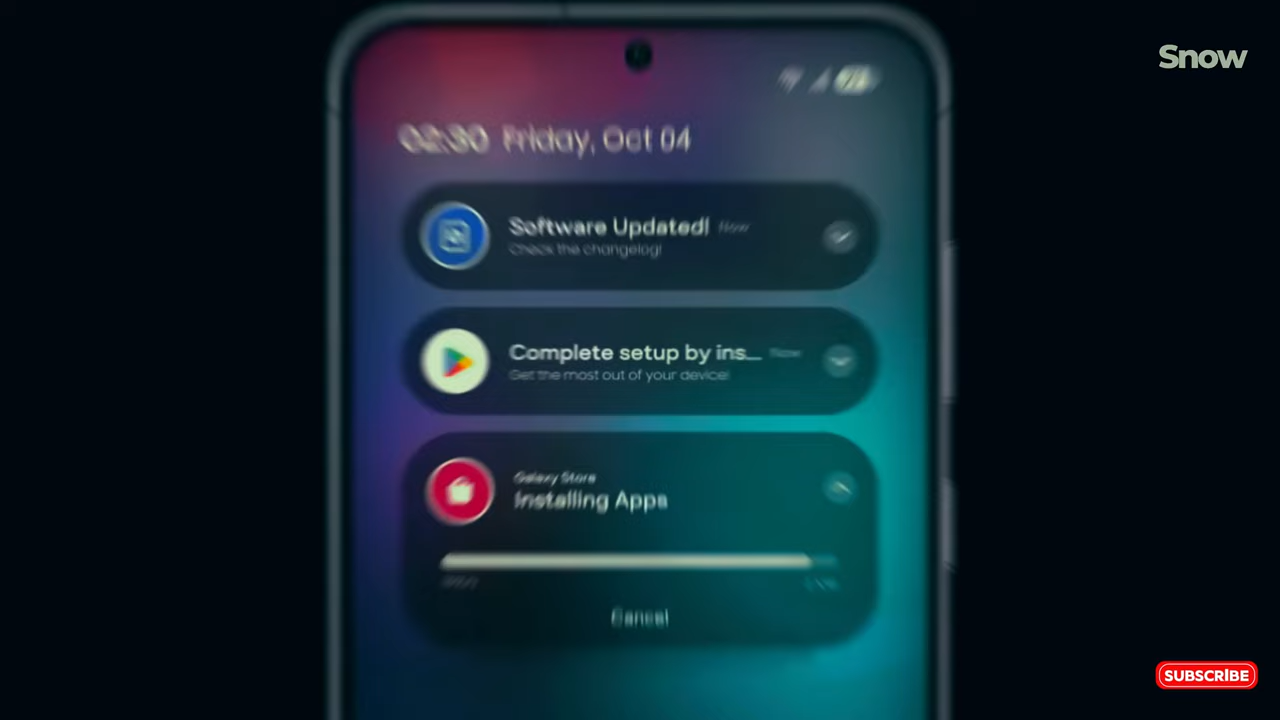 Snow
02:30 Friday, Oct 04
Software Updated! Now
Check the changelog!
Complete setup by ins... Now
Get the most out of your device!
Galaxy Store
Installing Apps
Cancel
SUBSCRIBE